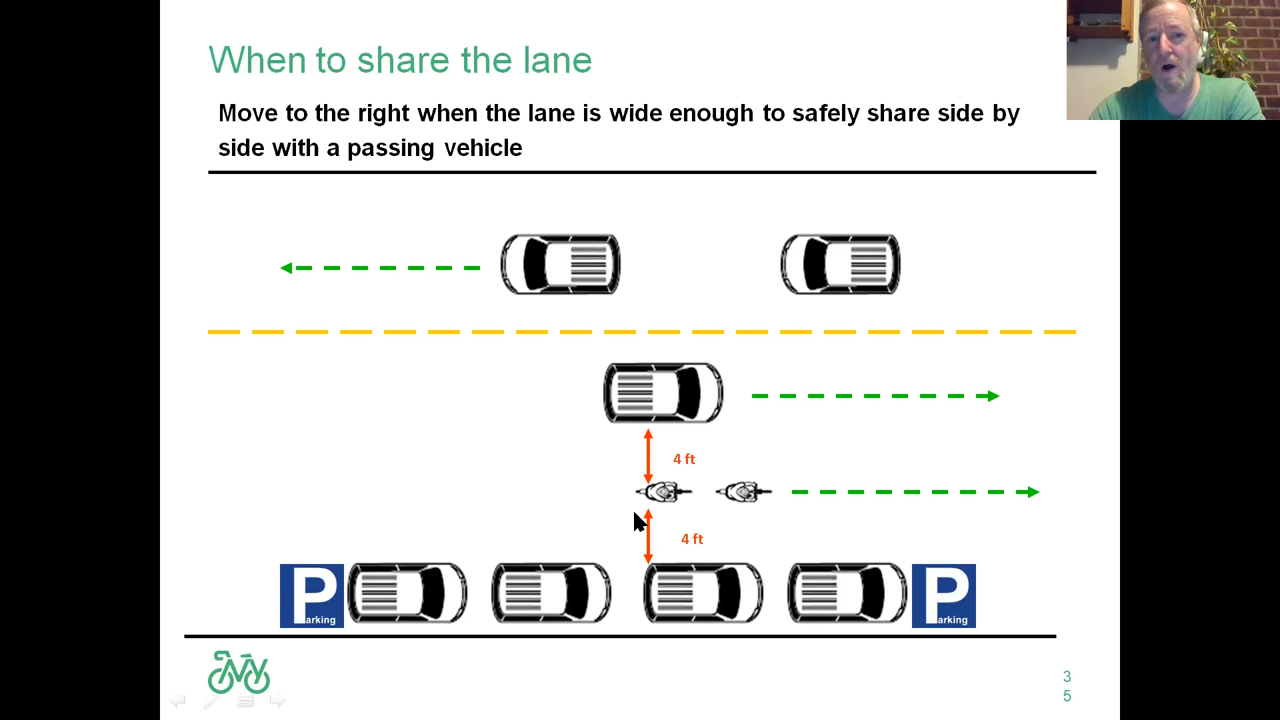 When to share the lane
Move to the right when the lane is wide enough to safely share side by
side with a passing vehicle
4 ft
4 ft
P
arking
P
arking
3
5